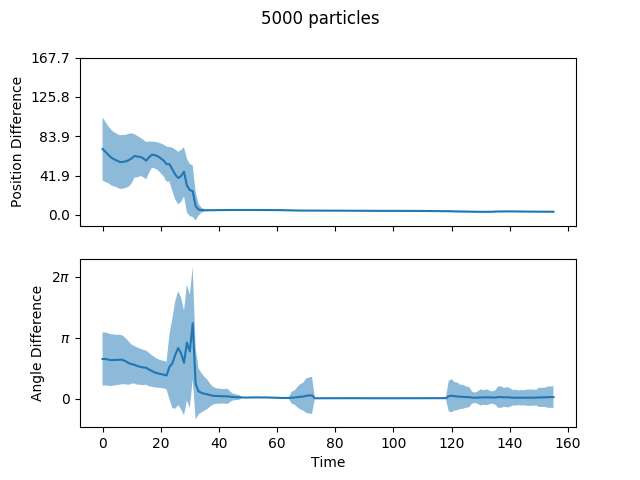 5000 particles
167.7
125.8
83.9
41.9
0.0
Position Difference
2π
π
0
Angle Difference
0 20 40 60 80 100 120 140 160
Time